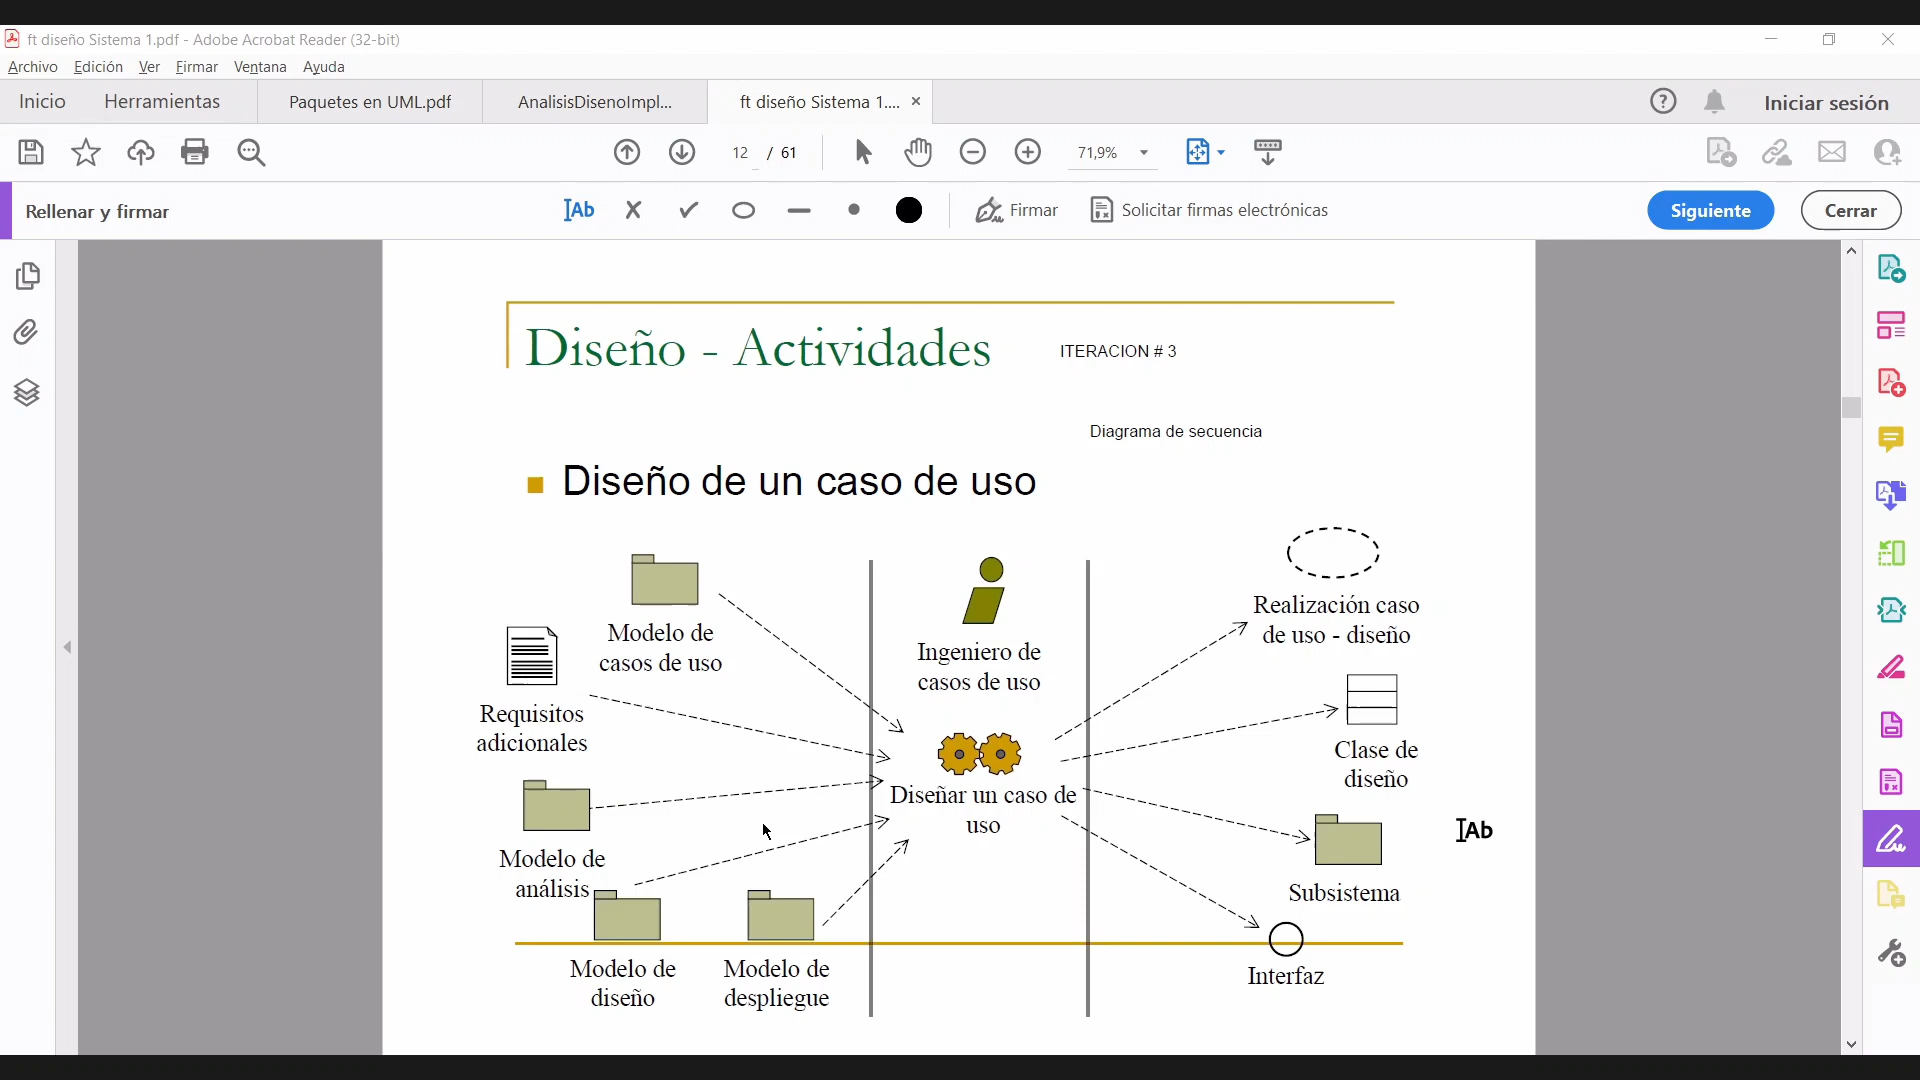 ft diseño Sistema 1.pdf - Adobe Acrobat Reader (32-bit)
Archivo Edición Ver Firmar Ventana Ayuda
Inicio Herramientas Paquetes en UML.pdf AnalisisDisenoImpl... ft diseño Sistema 1.... × ? Iniciar sesión
12 / 61 71,9%
Rellenar y firmar Ab Firmar Solicitar firmas electrónicas Siguiente Cerrar
Diseño - Actividades ITERACION # 3
Diagrama de secuencia
Diseño de un caso de uso
Modelo de
casos de uso
Requisitos
adicionales
Modelo de
análisis
Modelo de
diseño
Modelo de
despliegue
Ingeniero de
casos de uso
Diseñar un caso de
uso
Realización caso
de uso - diseño
Clase de
diseño
Subsistema
Interfaz
Ab